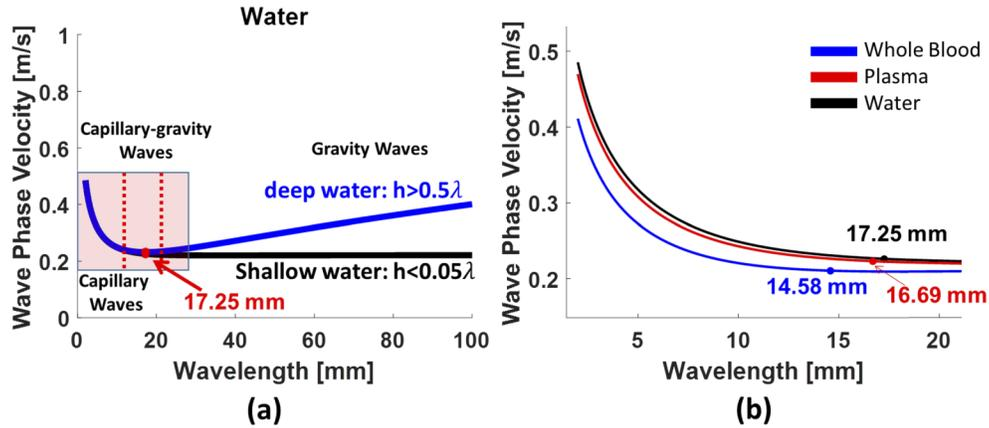 Water
Wave Phase Velocity [m/s]
1
0.8
0.6
0.4
0.2
0
Capillary-gravity
Waves
Gravity Waves
deep water: h>0.5λ
Shallow water: h<0.05λ
Capillary
Waves
17.25 mm
0 20 40 60 80 100
Wavelength [mm]
(a)
Wave Phase Velocity [m/s]
0.5
0.4
0.3
0.2
Whole Blood
Plasma
Water
17.25 mm
14.58 mm
16.69 mm
5 10 15 20
Wavelength [mm]
(b)